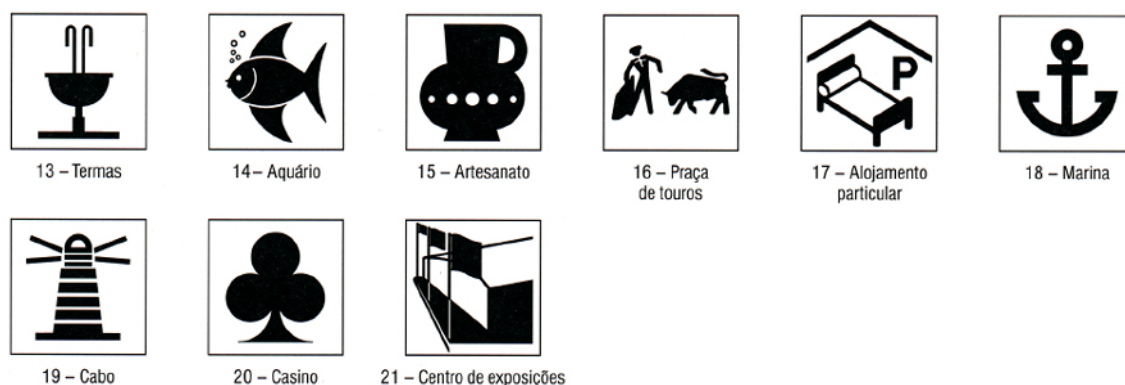 13 – Termas
14 – Aquário
15 – Artesanato
16 – Praça
de touros
P
17 – Alojamento
particular
18 – Marina
19 – Cabo
20 – Casino
21 – Centro de exposições